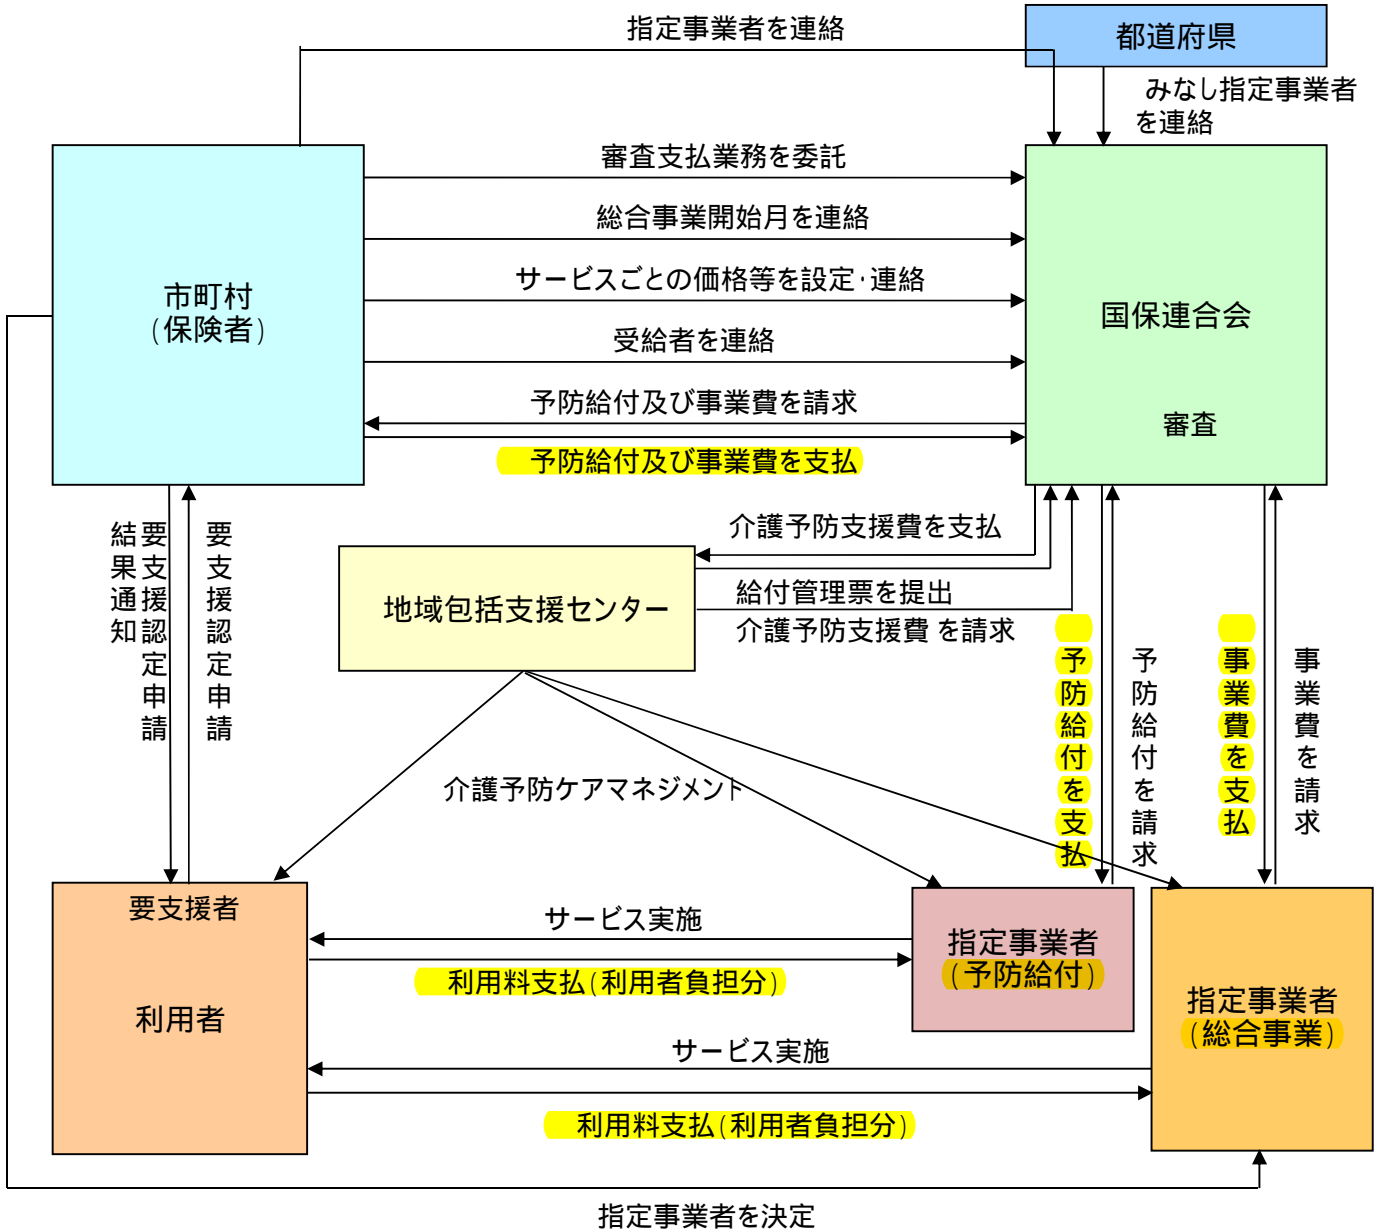 指定事業者を連絡
都道府県
みなし指定事業者
を連絡
審査支払業務を委託
総合事業開始月を連絡
サービスごとの価格等を設定・連絡
市町村
(保険者)
国保連合会
受給者を連絡
予防給付及び事業費を請求
審査
予防給付及び事業費を支払
要支援認定申請
結果通知
要支援認定申請
介護予防支援費を支払
地域包括支援センター
給付管理票を提出
介護予防支援費 を請求
予防給付を支払
予防給付を請求
事業費を支払
事業費を請求
介護予防ケアマネジメント
要支援者
利用者
サービス実施
利用料支払(利用者負担分)
指定事業者
(予防給付)
指定事業者
(総合事業)
サービス実施
利用料支払(利用者負担分)
指定事業者を決定